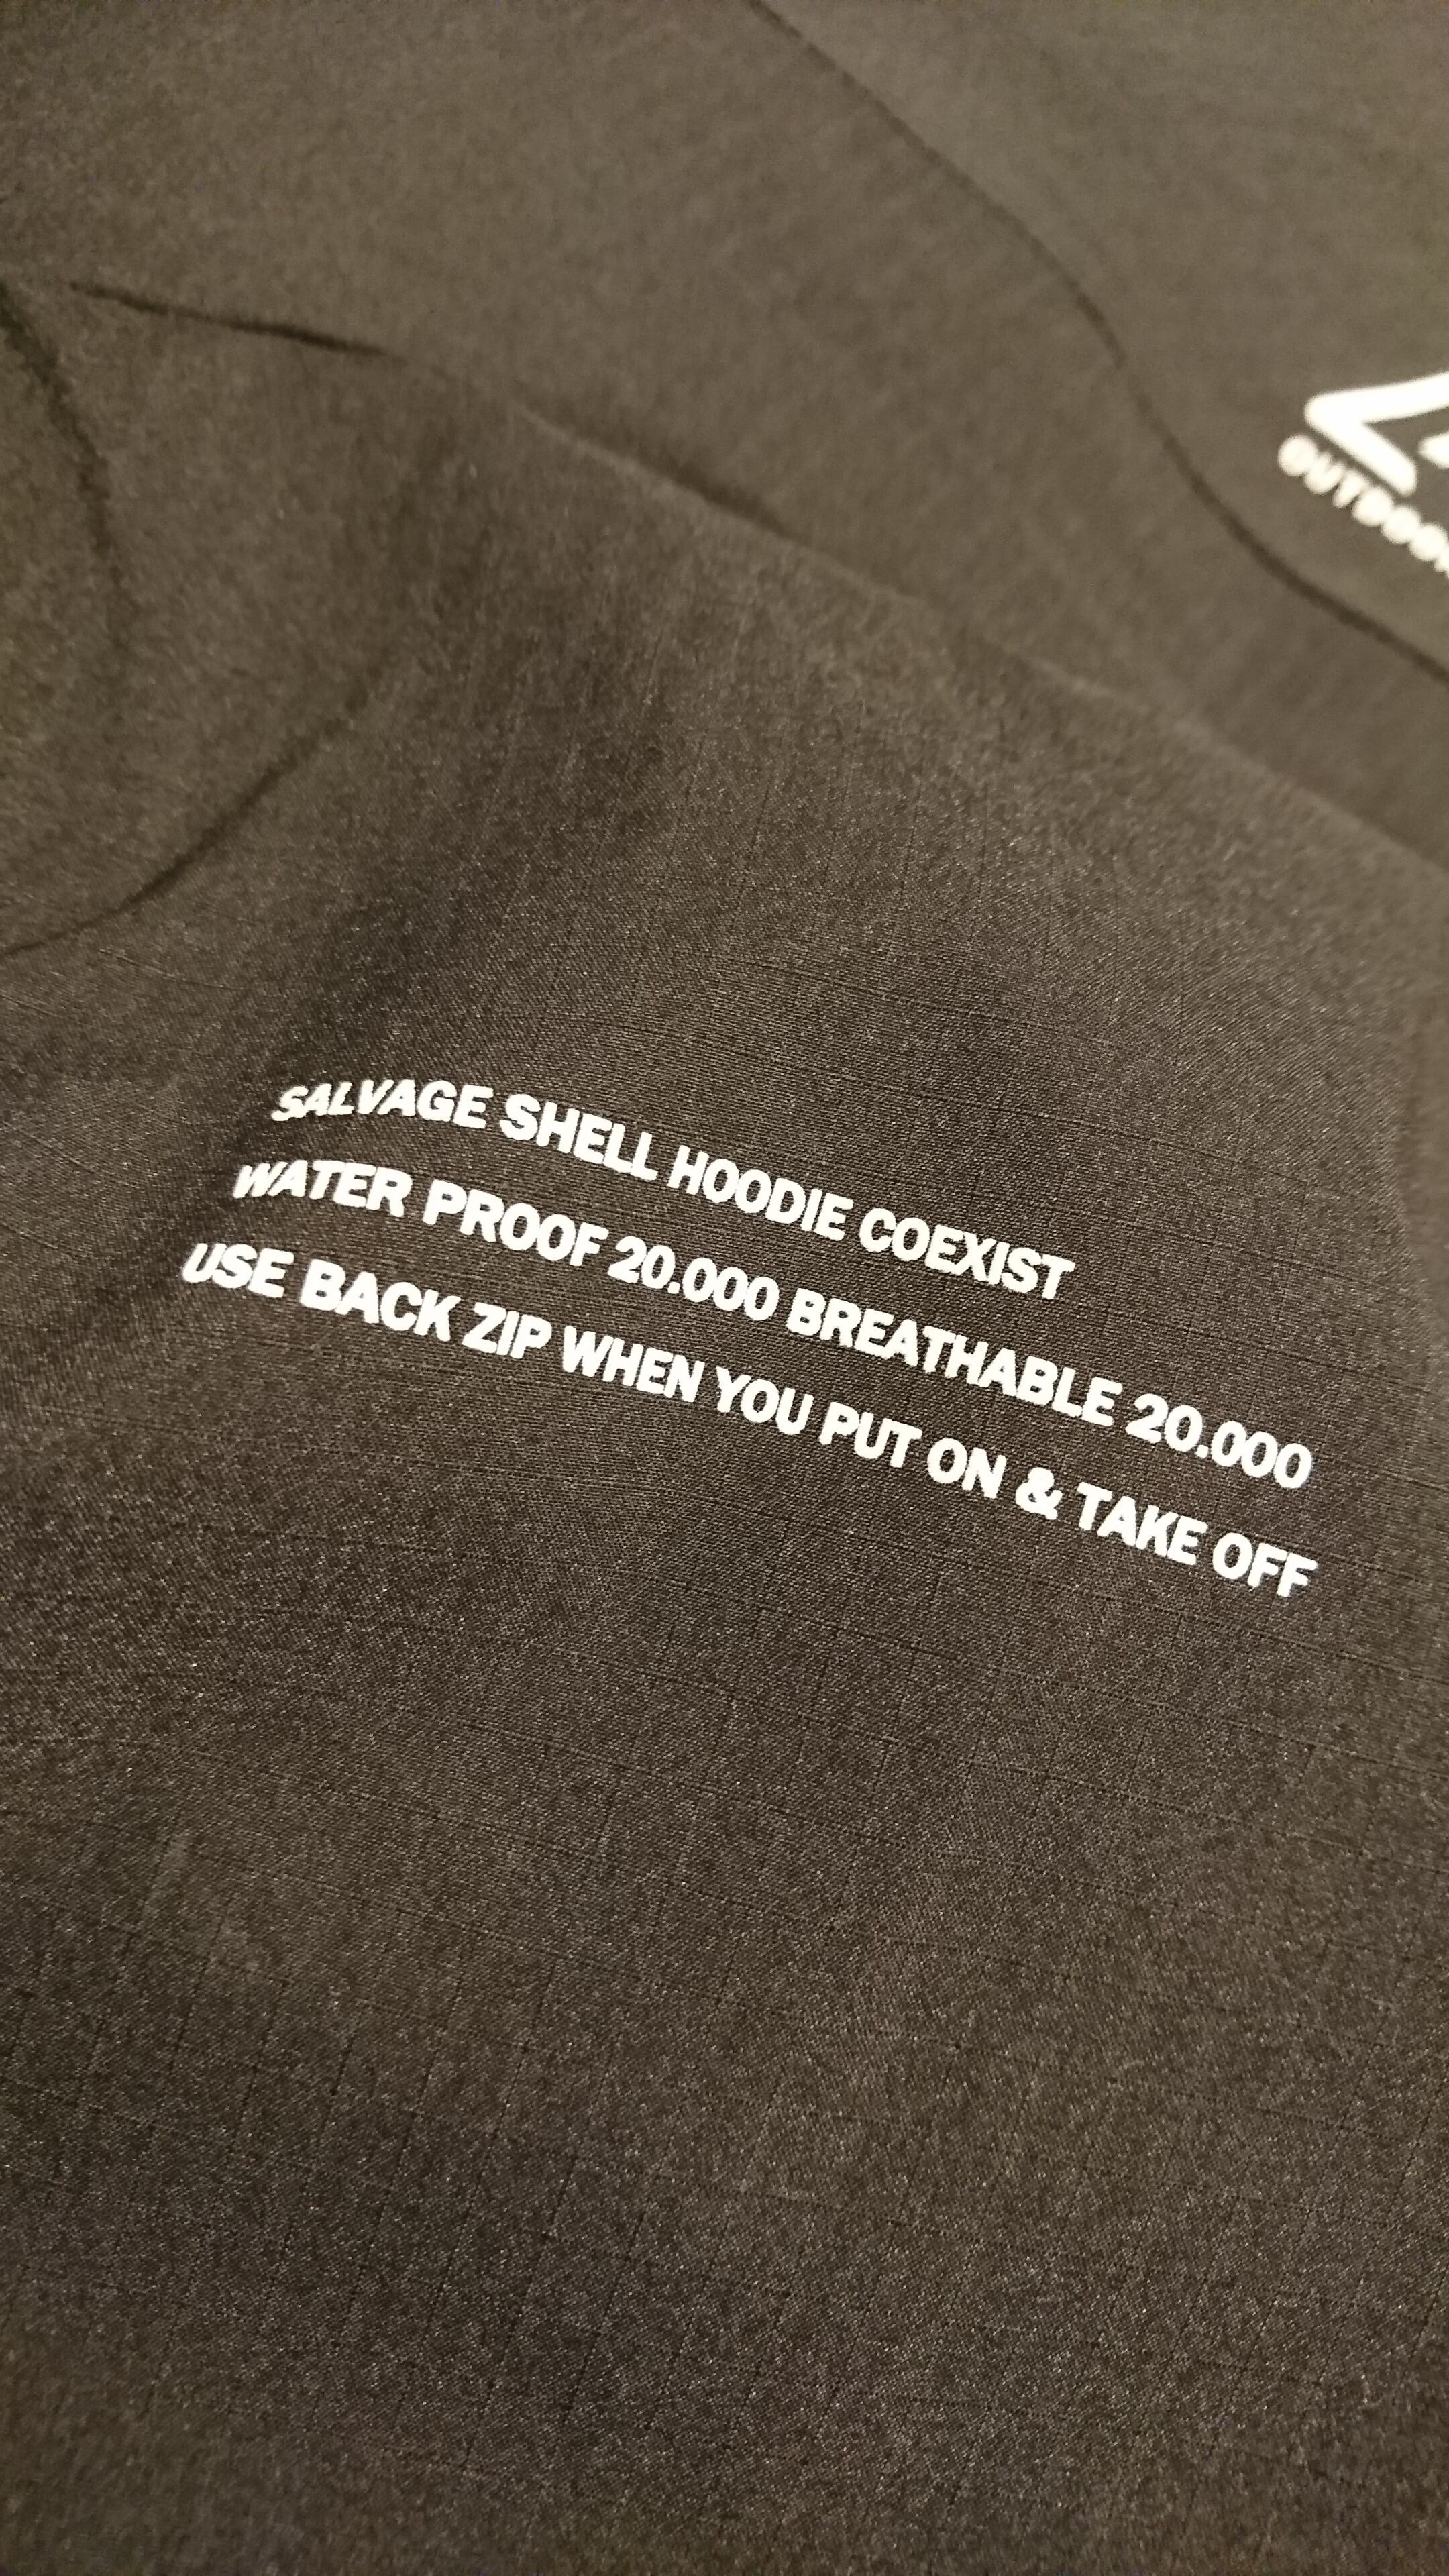 SALVAGE SHELL HOODIE COEXIST
WATER PROOF 20.000 BREATHABLE 20.000
USE BACK ZIP WHEN YOU PUT ON & TAKE OFF